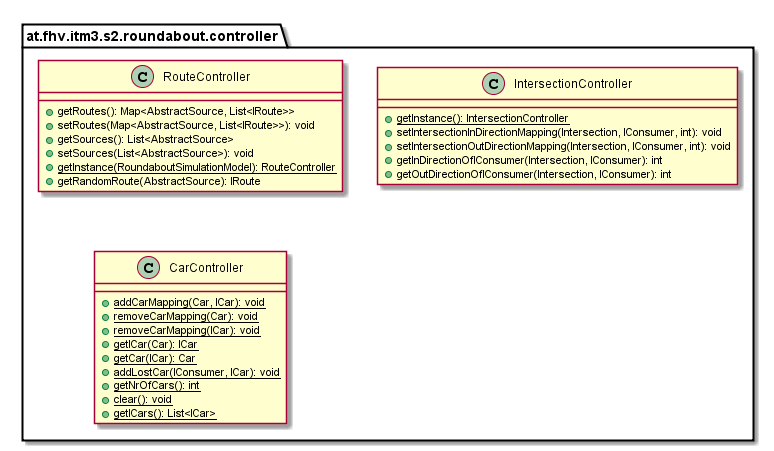 at.fhv.itm3.s2.roundabout.controller
C RouteController
getRoutes(): Map<AbstractSource, List<IRoute>>
setRoutes(Map<AbstractSource, List<IRoute>>): void
getSources(): List<AbstractSource>
setSources(List<AbstractSource>): void
getInstance(RoundaboutSimulationModel): RouteController
getRandomRoute(AbstractSource): IRoute
C IntersectionController
getInstance(): IntersectionController
setIntersectionInDirectionMapping(Intersection, IConsumer, int): void
setIntersectionOutDirectionMapping(Intersection, IConsumer, int): void
getInDirectionOfIConsumer(Intersection, IConsumer): int
getOutDirectionOfIConsumer(Intersection, IConsumer): int
C CarController
addCarMapping(Car, ICar): void
removeCarMapping(Car): void
removeCarMapping(ICar): void
getICar(Car): ICar
getCar(ICar): Car
addLostCar(IConsumer, ICar): void
getNrOfCars(): int
clear(): void
getICars(): List<ICar>